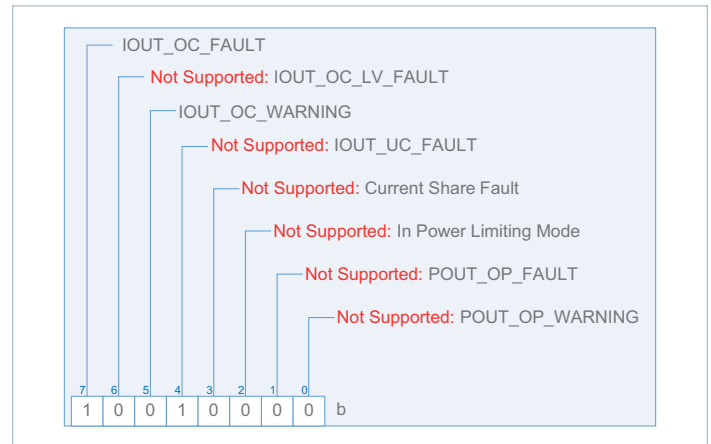 IOUT_OC_FAULT
Not Supported: IOUT_OC_LV_FAULT
IOUT_OC_WARNING
Not Supported: IOUT_UC_FAULT
Not Supported: Current Share Fault
Not Supported: In Power Limiting Mode
Not Supported: POUT_OP_FAULT
Not Supported: POUT_OP_WARNING
7 6 5 4 3 2 1 0
1 0 0 1 0 0 0 0 b